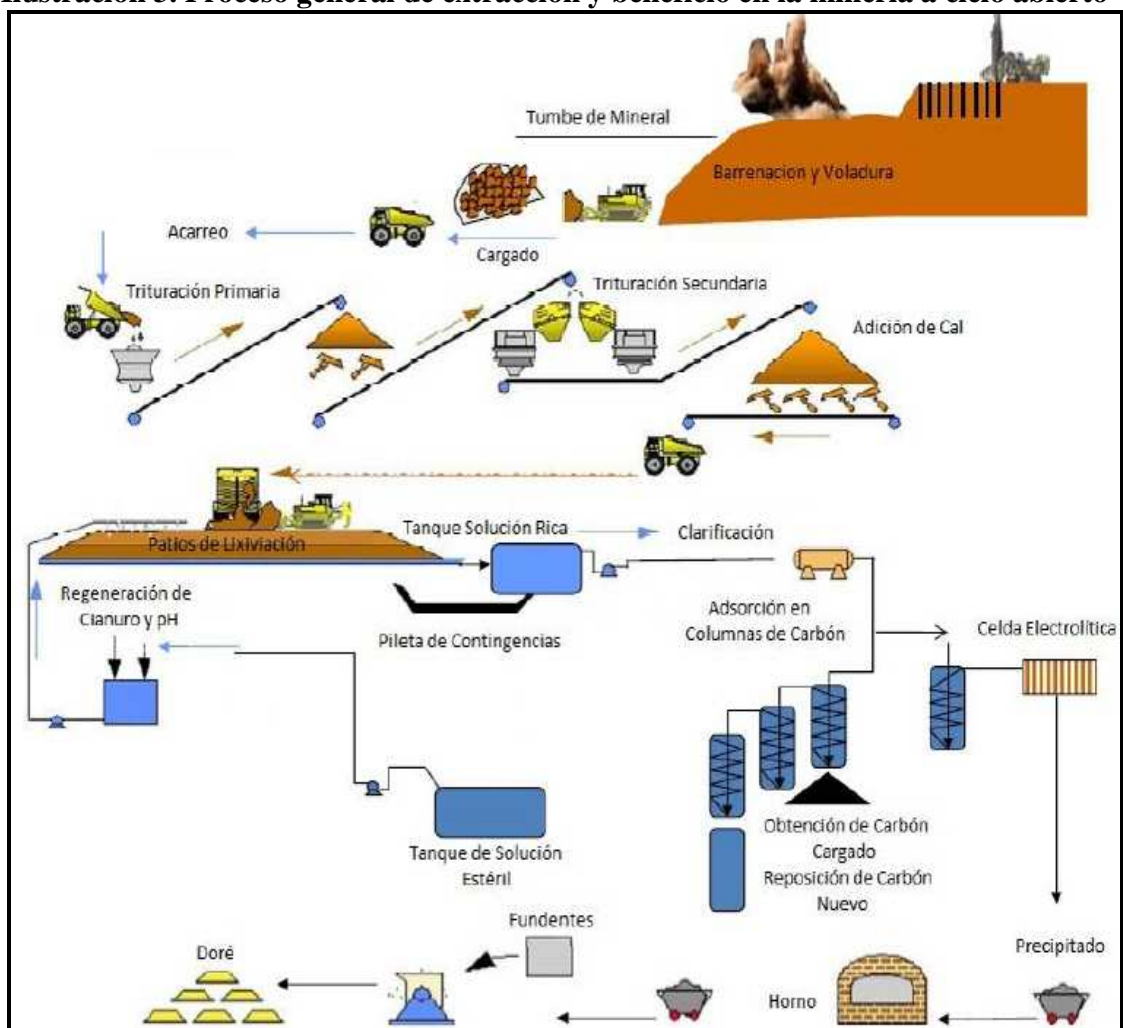 Ilustración 3. Proceso general de extracción y beneficio en la minería a cielo abierto
Tumbe de Mineral
Barrenacion y Voladura
Acarreo
Cargado
Trituración Primaria
Trituración Secundaria
Adición de Cal
Tanque Solución Rica
Clarificación
Patios de Lixiviación
Regeneración de
Cianuro y pH
Pileta de Contingencias
Adsorción en
Columnas de Carbón
Celda Electrolítica
Obtención de Carbón
Cargado
Reposición de Carbón
Nuevo
Tanque de Solución
Estéril
Fundentes
Doré
Precipitado
Horno